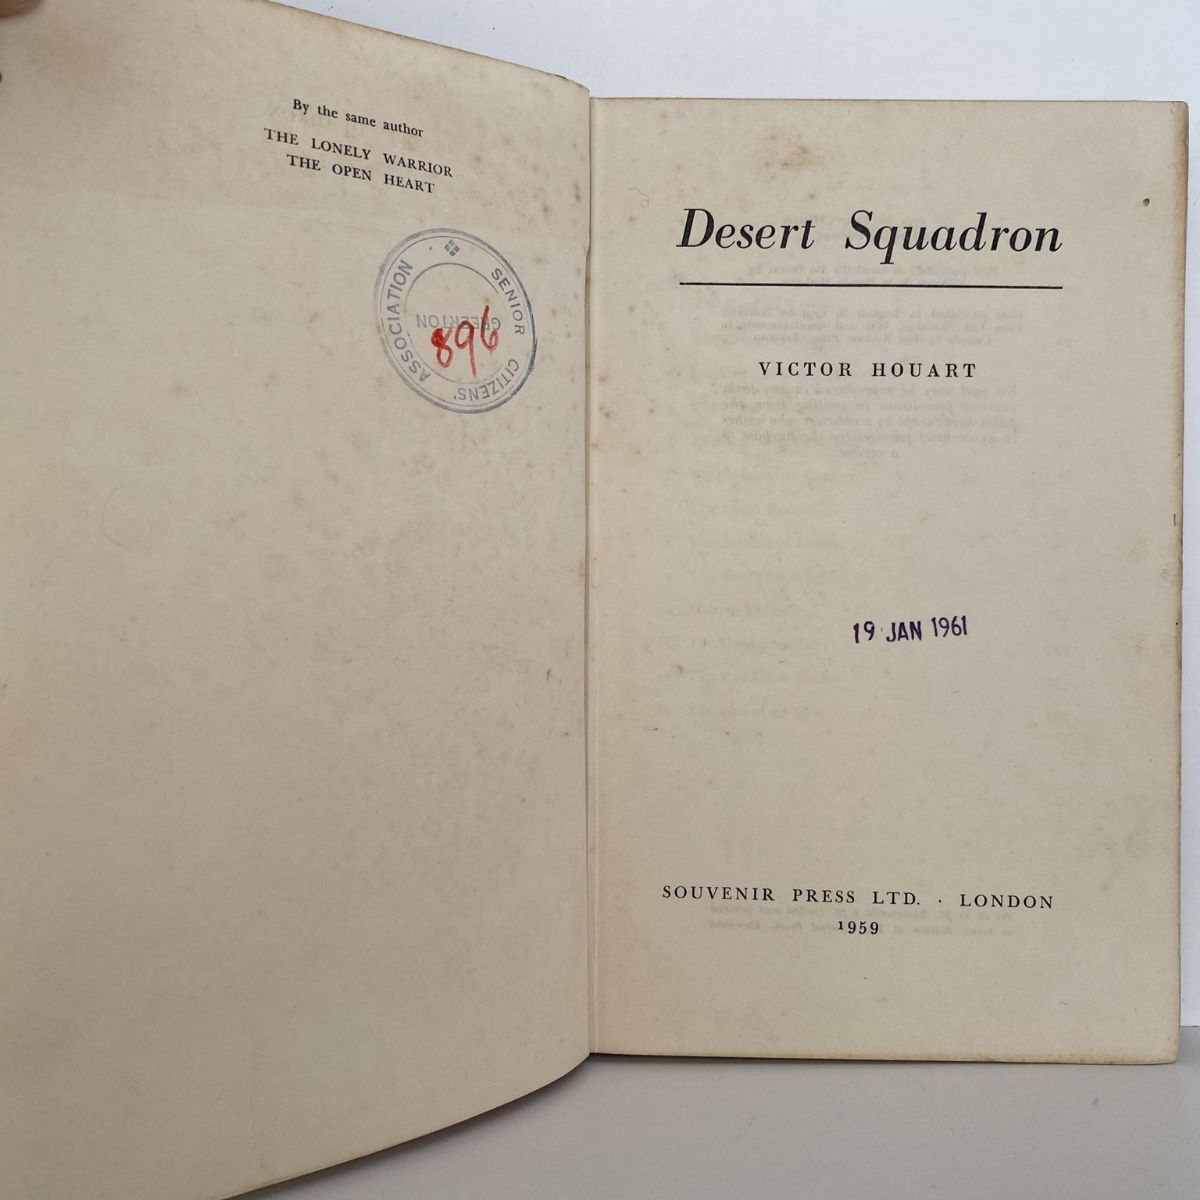 By the same author
THE LONELY WARRIOR
THE OPEN HEART
SENIOR CITIZENS' ASSOCIATION
GREERTON
896
Desert Squadron
VICTOR HOUART
19 JAN 1961
SOUVENIR PRESS LTD. · LONDON
1959